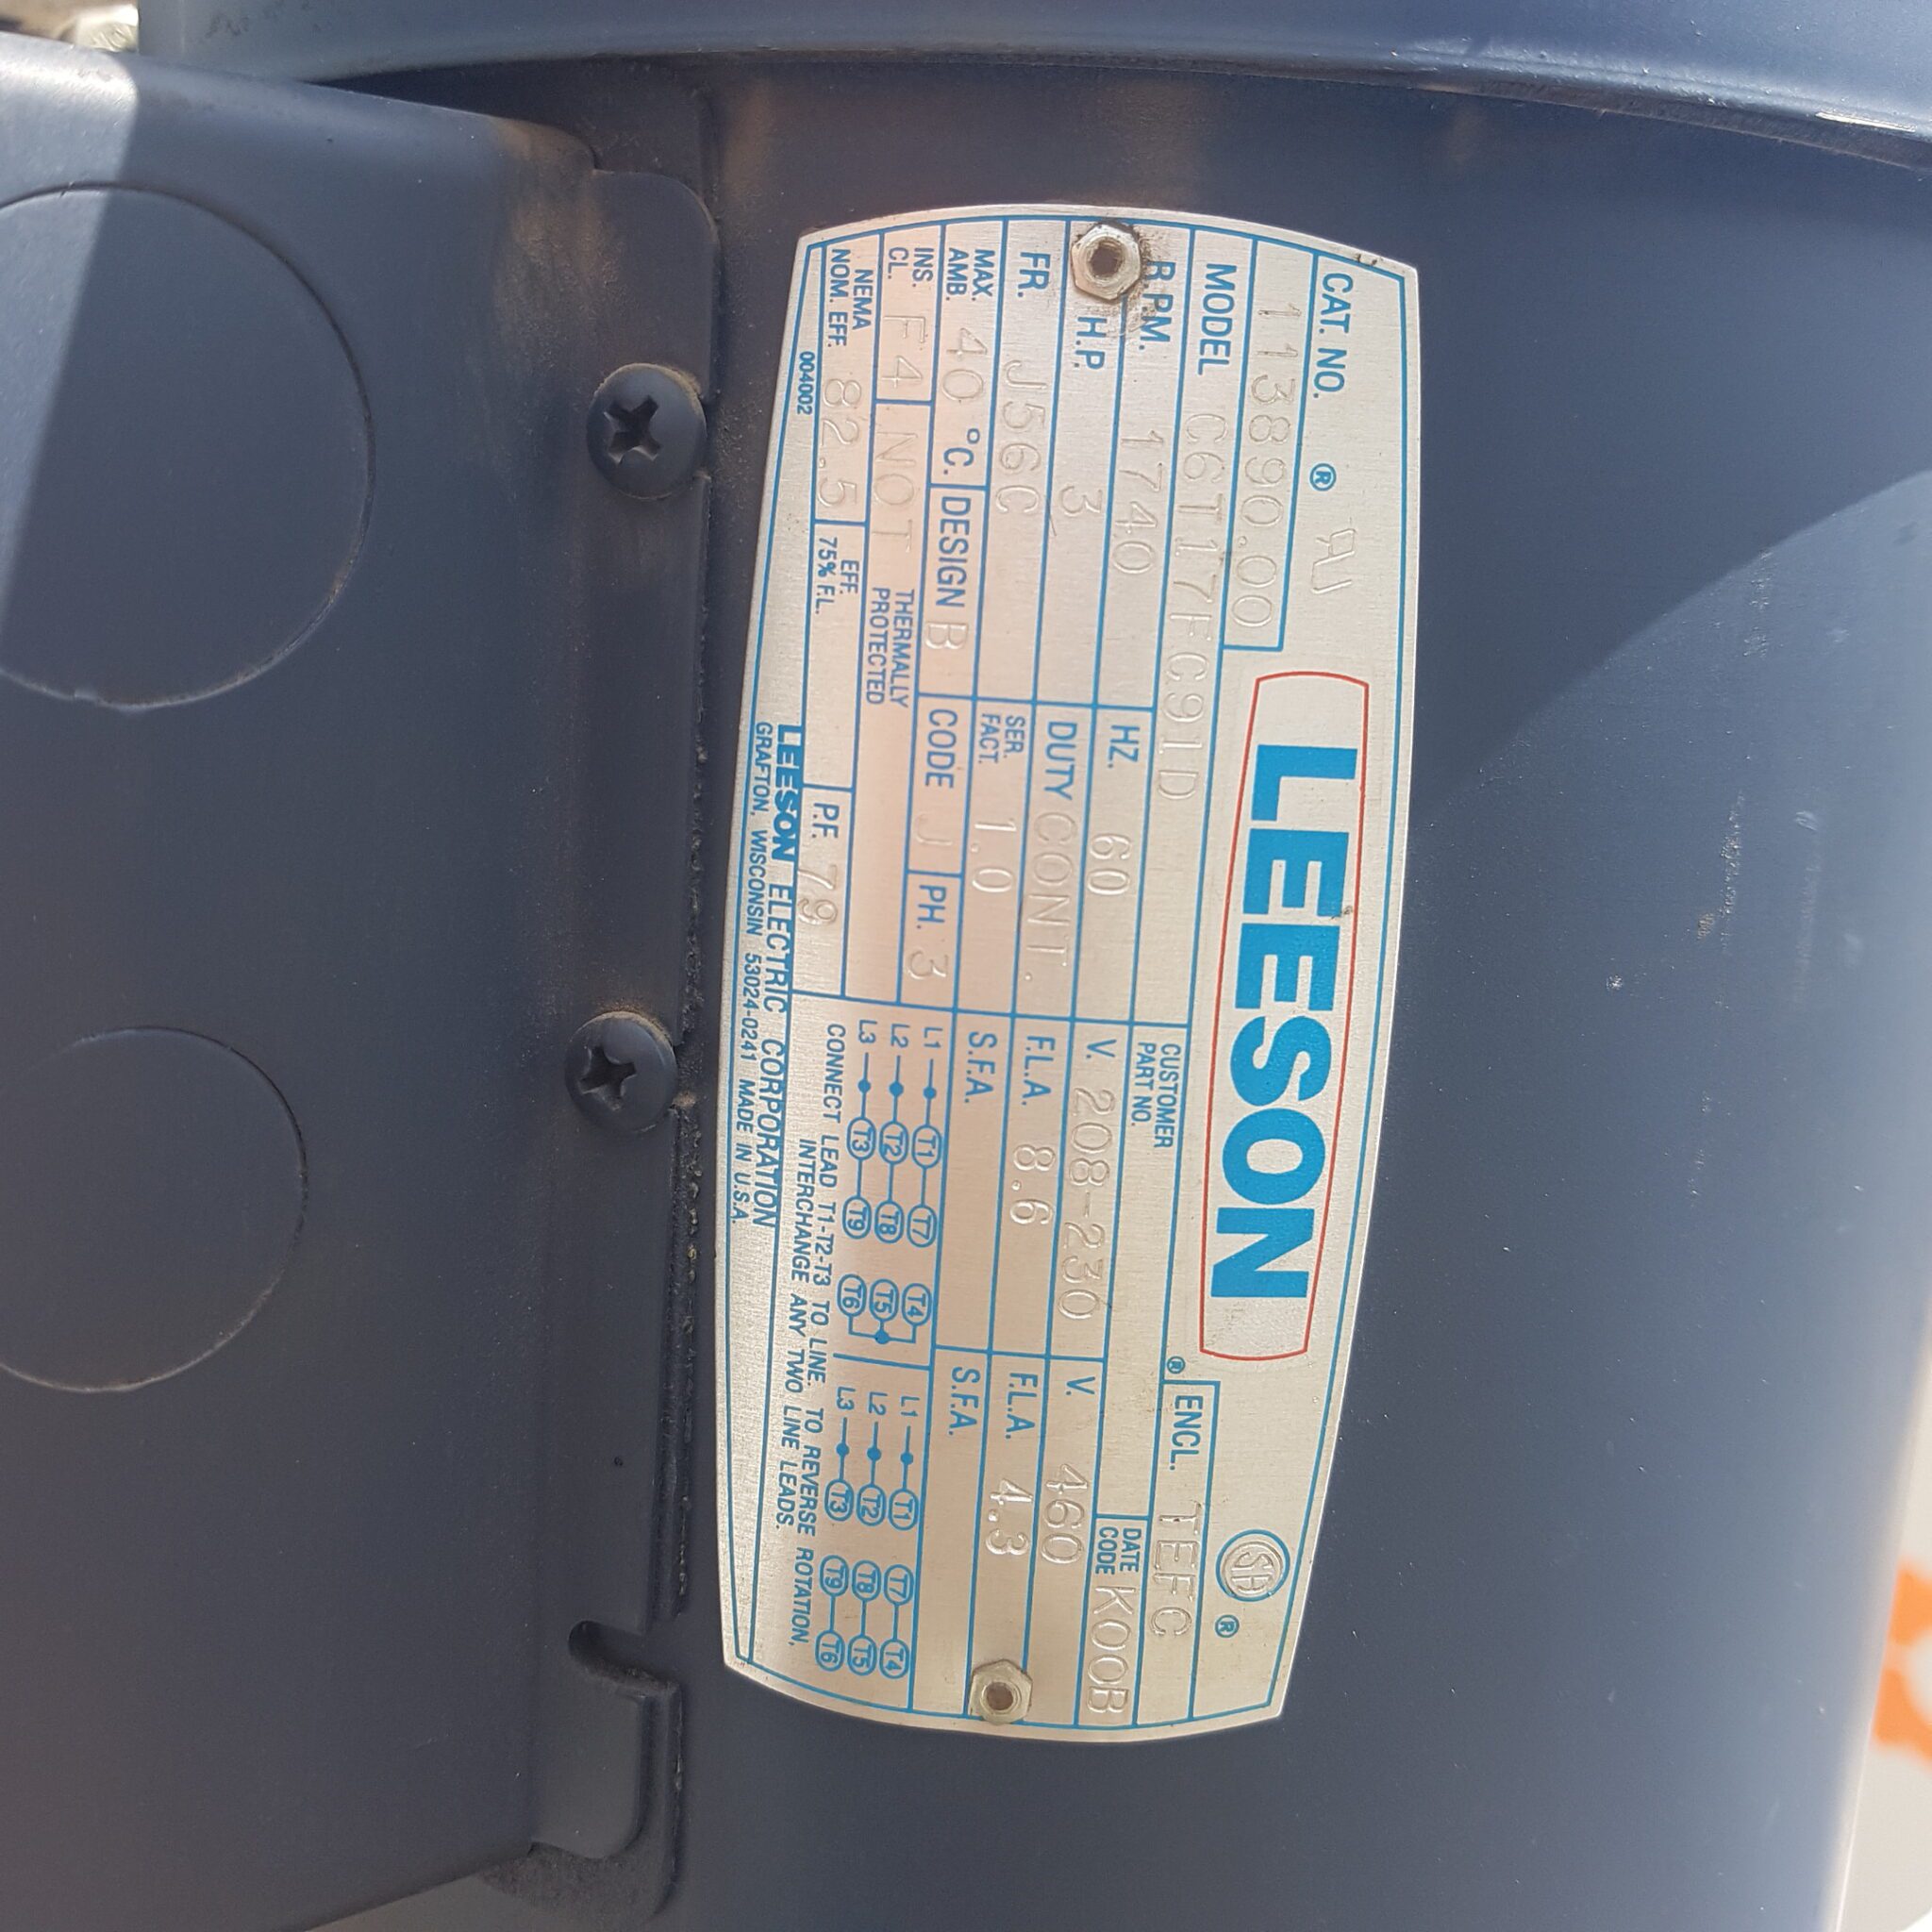 CAT. NO. ®
113890.00
LEESON ®
®
MODEL C6T17FC91D
ENCL. TEFC
R.P.M. 1740 HZ. 60
CUSTOMER PART NO.
DATE CODE K00B
H.P. 3 DUTY CONT. V. 208-230 V. 460
FR. J56C SER. FACT. 1.0 F.L.A. 8.6 F.L.A. 4.3
MAX. AMB. 40 °C. DESIGN B CODE J PH. 3 S.F.A. S.F.A.
INS. CL. F4 NOT THERMALLY PROTECTED
NEMA NOM. EFF. 82.5 EFF. 75% F.L. P.F. 79
L1 T1 T7 T4 L1 T1 T7 T4
L2 T2 T8 T5 L2 T2 T8 T5
L3 T3 T9 T6 L3 T3 T9 T6
CONNECT LEAD T1-T2-T3 TO LINE. TO REVERSE ROTATION,
INTERCHANGE ANY TWO LINE LEADS.
004002
LEESON ELECTRIC CORPORATION
GRAFTON, WISCONSIN 53024-0241 MADE IN U.S.A.